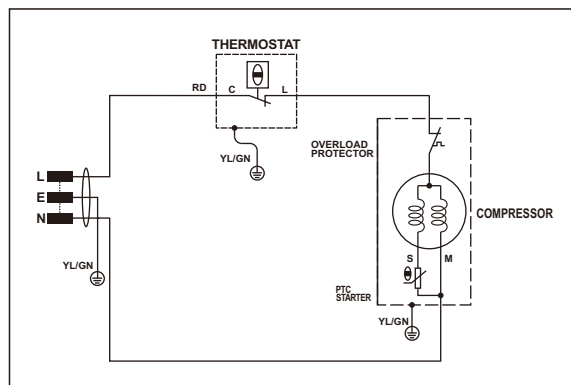 THERMOSTAT
RD
C
L
YL/GN
OVERLOAD
PROTECTOR
L
E
N
YL/GN
COMPRESSOR
S
M
PTC
STARTER
YL/GN